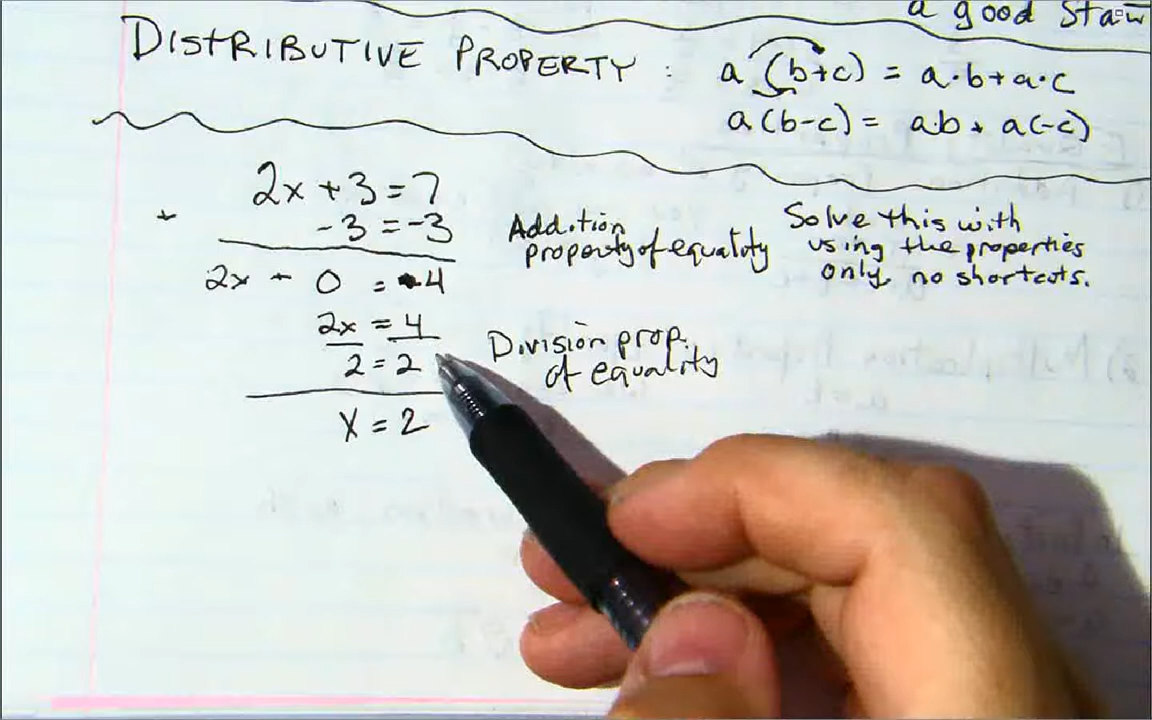 a good Start
DISTRIBUTIVE PROPERTY : a (b+c) = a·b+a·c
a(b-c) = a·b + a(-c)
2x + 3 = 7
+ -3 = -3
Addition
property of equality
Solve this with
using the properties
only, no shortcuts.
2x + 0 = 4
2x = 4
2 = 2
Division prop.
of equality
x = 2